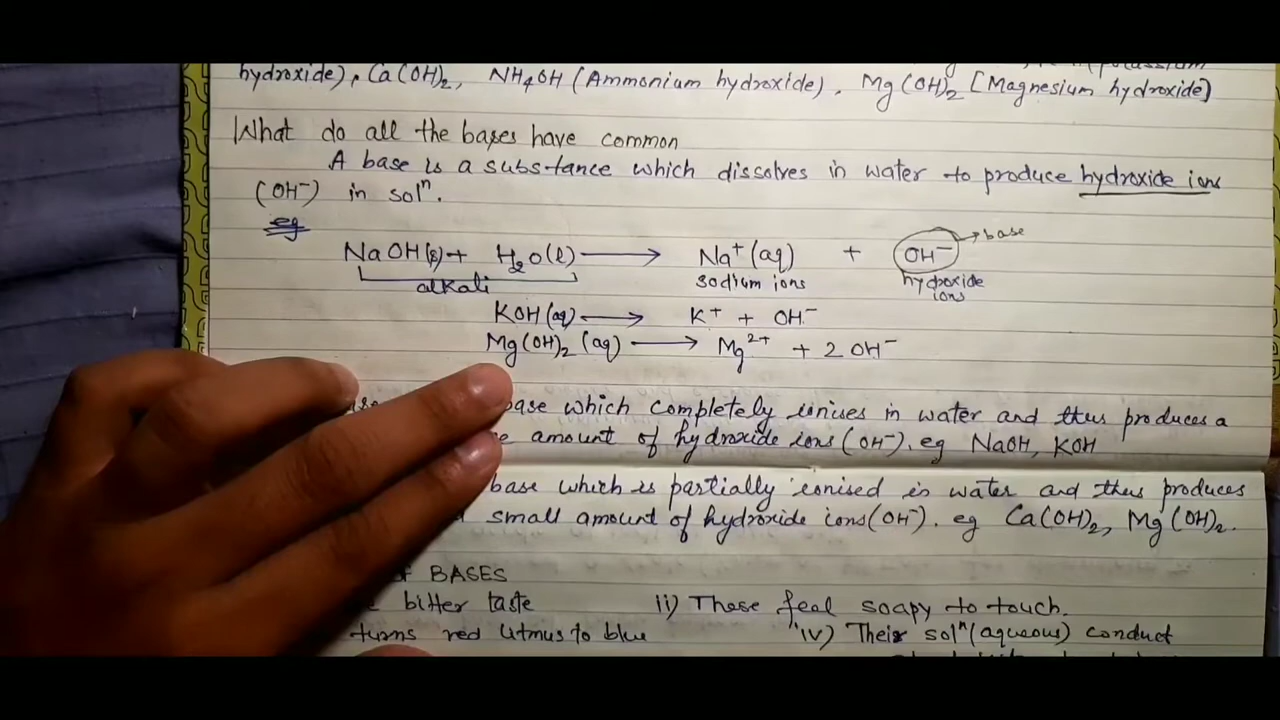 hydroxide), Ca(OH)₂, NH₄OH (Ammonium hydroxide), Mg(OH)₂ [Magnesium hydroxide]
What do all the bases have common
A base is a substance which dissolves in water to produce hydroxide ions
(OH⁻) in solⁿ.
eg
NaOH(s) + H₂O(l) ⟶ Na⁺(aq) + OH⁻ → base
alkali sodium ions hydroxide ions
KOH(aq) ⟶ K⁺ + OH⁻
Mg(OH)₂ (aq) ⟶ Mg²⁺ + 2 OH⁻
base which completely ionises in water and thus produces a
amount of hydroxide ions (OH⁻). eg NaOH, KOH
base which is partially ionised in water and thus produces
small amount of hydroxide ions (OH⁻). eg Ca(OH)₂, Mg(OH)₂.
of BASES
bitter taste ii) These feel soapy to touch.
turns red litmus to blue iv) Their solⁿ (aqueous) conduct